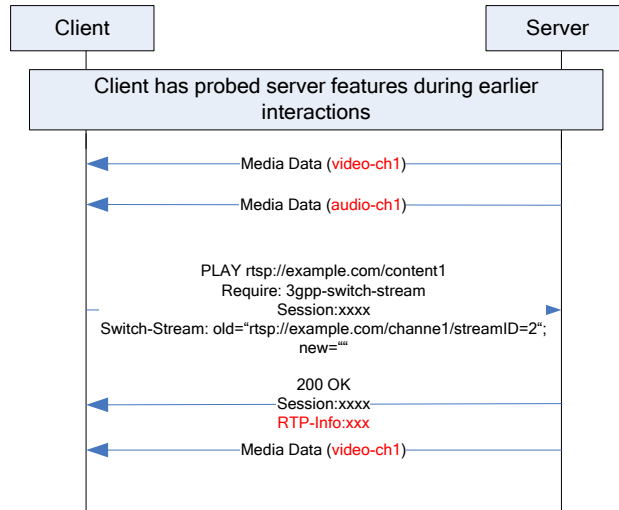 Client
Server
Client has probed server features during earlier
interactions
Media Data (video-ch1)
Media Data (audio-ch1)
PLAY rtsp://example.com/content1
Require: 3gpp-switch-stream
Session:xxxx
Switch-Stream: old=“rtsp://example.com/channe1/streamID=2“;
new=““
200 OK
Session:xxxx
RTP-Info:xxx
Media Data (video-ch1)